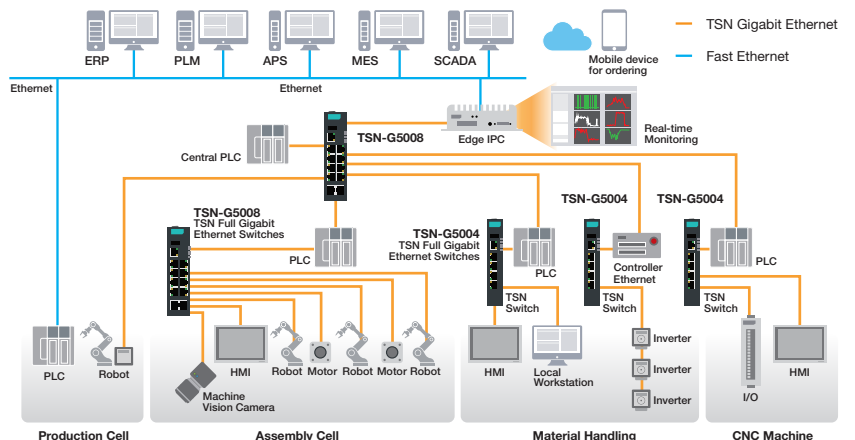 TSN Gigabit Ethernet
Fast Ethernet
ERP
PLM
APS
MES
SCADA
Mobile device
for ordering
Ethernet
Ethernet
TSN-G5008
Edge IPC
Real-time
Monitoring
Central PLC
TSN-G5008
TSN Full Gigabit
Ethernet Switches
PLC
TSN-G5004
TSN Full Gigabit
Ethernet Switches
PLC
TSN
Switch
TSN-G5004
Controller
Ethernet
TSN
Switch
TSN-G5004
PLC
TSN
Switch
PLC
Robot
Machine
Vision Camera
HMI
Robot
Motor
Robot
Motor
Robot
HMI
Local
Workstation
Inverter
Inverter
Inverter
I/O
HMI
Production Cell
Assembly Cell
Material Handling
CNC Machine